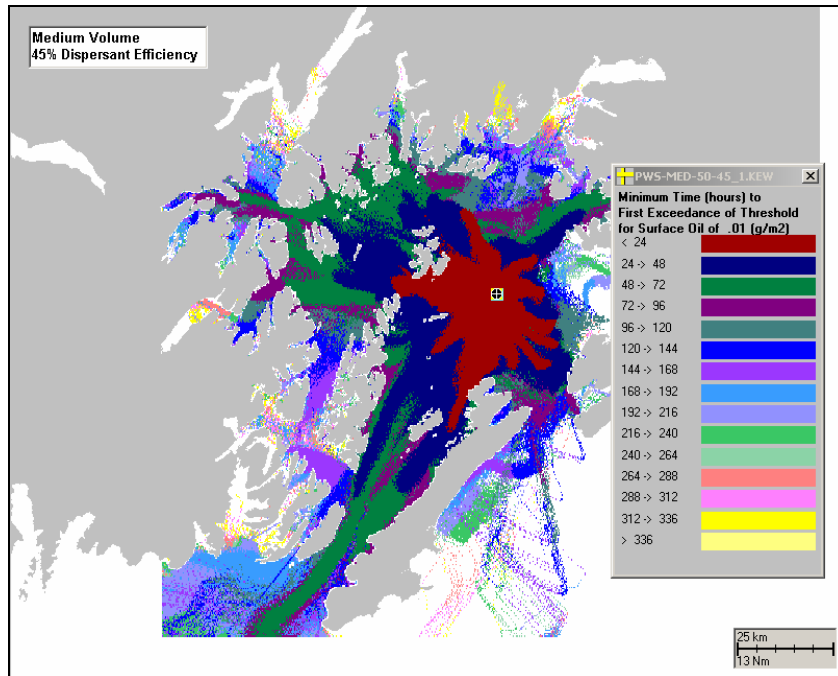 Medium Volume
45% Dispersant Efficiency
PWS-MED-50-45_1.KEW
Minimum Time (hours) to
First Exceedance of Threshold
for Surface Oil of .01 (g/m2)
< 24
24 -> 48
48 -> 72
72 -> 96
96 -> 120
120 -> 144
144 -> 168
168 -> 192
192 -> 216
216 -> 240
240 -> 264
264 -> 288
288 -> 312
312 -> 336
> 336
25 km
13 Nm